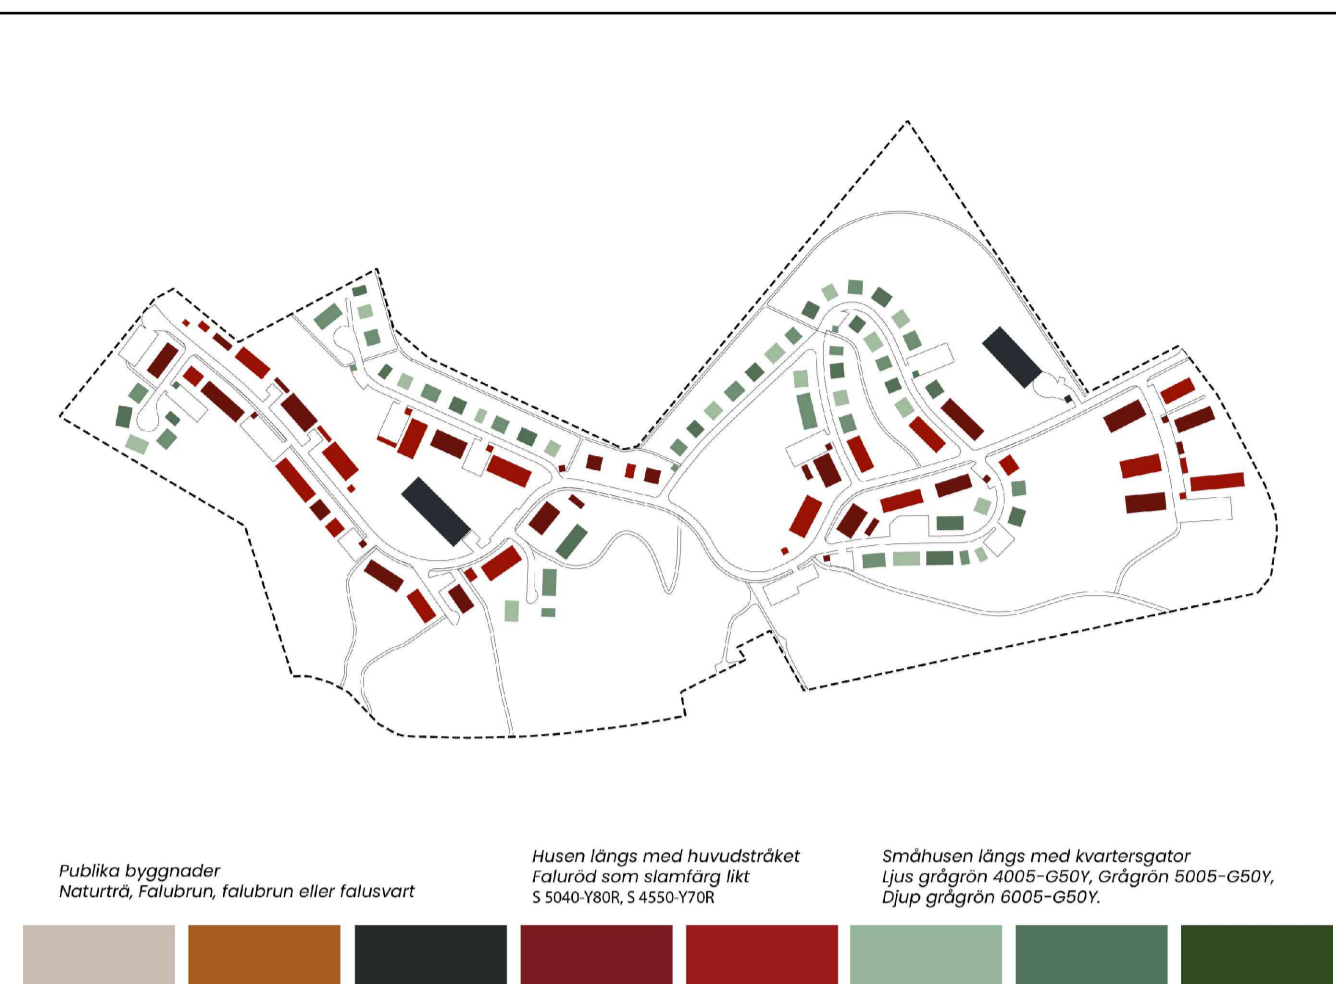 Publika byggnader
Naturträ, Falubrun, falubrun eller falusvart
Husen längs med huvudstråket
Faluröd som slamfärg likt
S 5040-Y80R, S 4550-Y70R
Småhusen längs med kvartersgator
Ljus grågrön 4005-G50Y, Grågrön 5005-G50Y,
Djup grågrön 6005-G50Y.